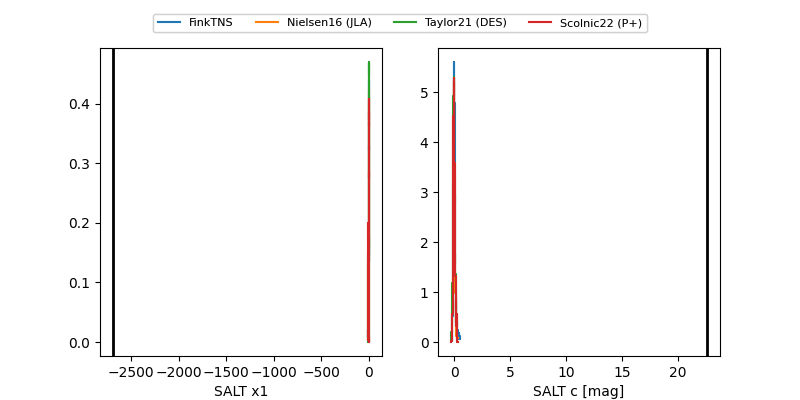 FinkTNS Nielsen16 (JLA) Taylor21 (DES) Scolnic22 (P+)
0.4
0.3
0.2
0.1
0.0
−2500 −2000 −1500 −1000 −500 0
SALT x1
5
4
3
2
1
0
0 5 10 15 20
SALT c [mag]